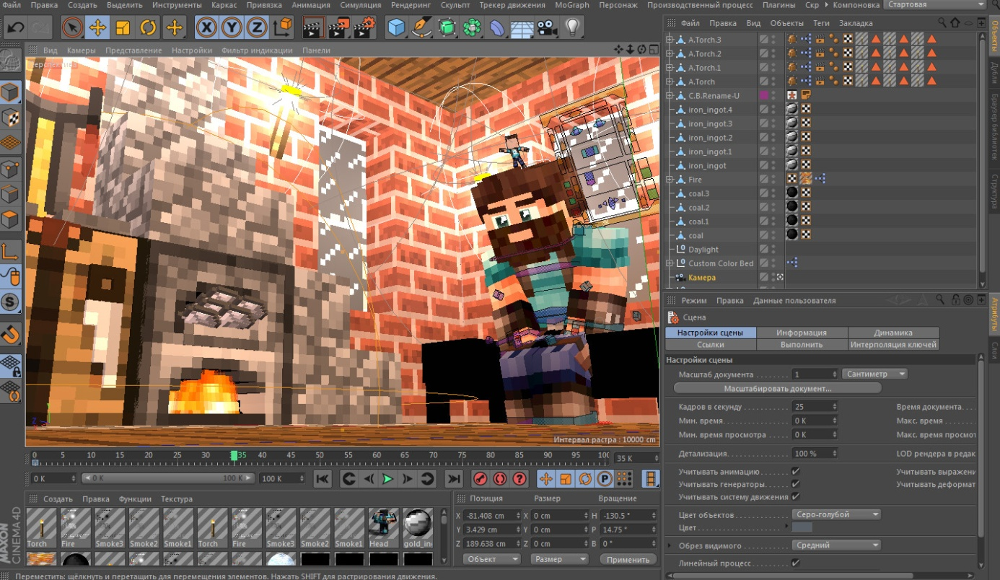 Файл Правка Создать Выделить Инструменты Каркас Привязка Анимация Симуляция Рендеринг Скульпт Трекер движения MoGraph Персонаж Производственный процесс Плагины Скр Компоновка Стартовая
X Y Z
Вид Камеры Представление Настройки Фильтр индикации Панели
Интервал растра : 10000 cm
Z
S
0 5 10 15 20 25 30 35 40 45 50 55 60 65 70 75 80 85 90 95 100 35 K
0 K 0 K 100 K 100 K P
Создать Правка Функции Текстура
Torch Fire Smoke3 Smoke2 Smoke1 Torch Fire Smoke3 Smoke2 Smoke1 Head gold_in
MAXON
CINEMA 4D
Позиция Размер Вращение
X -81.408 cm X 0 cm H -130.5 °
Y 3.429 cm Y 0 cm P 14.75 °
Z 189.638 cm Z 0 cm B 0 °
Объект Размер Применить
Переместить: щёлкнуть и перетащить для перемещения элементов. Нажать SHIFT для растрирования движения.
Файл Правка Вид Объекты Теги Закладка
A.Torch.3
A.Torch.2
A.Torch.1
A.Torch
C.B.Rename-U
iron_ingot.4
iron_ingot.3
iron_ingot.2
iron_ingot.1
iron_ingot
Fire
coal.3
coal.2
coal.1
coal
Daylight
Custom Color Bed
Камера
Объекты
Дубли
Браузер библиотек
Структура
Режим Правка Данные пользователя
Сцена
Настройки сцены Информация Динамика
Ссылки Выполнить Интерполяция ключей
Настройки сцены
Масштаб документа 1 Сантиметр
Масштабировать документ...
Кадров в секунду 25 Время документа
Мин. время 0 K Макс. время
Мин. время просмотра 0 K Макс. время просмот
Детализация 100 % LOD рендера в редак
Учитывать анимацию Учитывать выражени
Учитывать генераторы Учитывать деформат
Учитывать систему движения
Цвет объектов Серо-голубой
Цвет
Обрез видимого Средний
Линейный процесс
Атрибуты
Слои